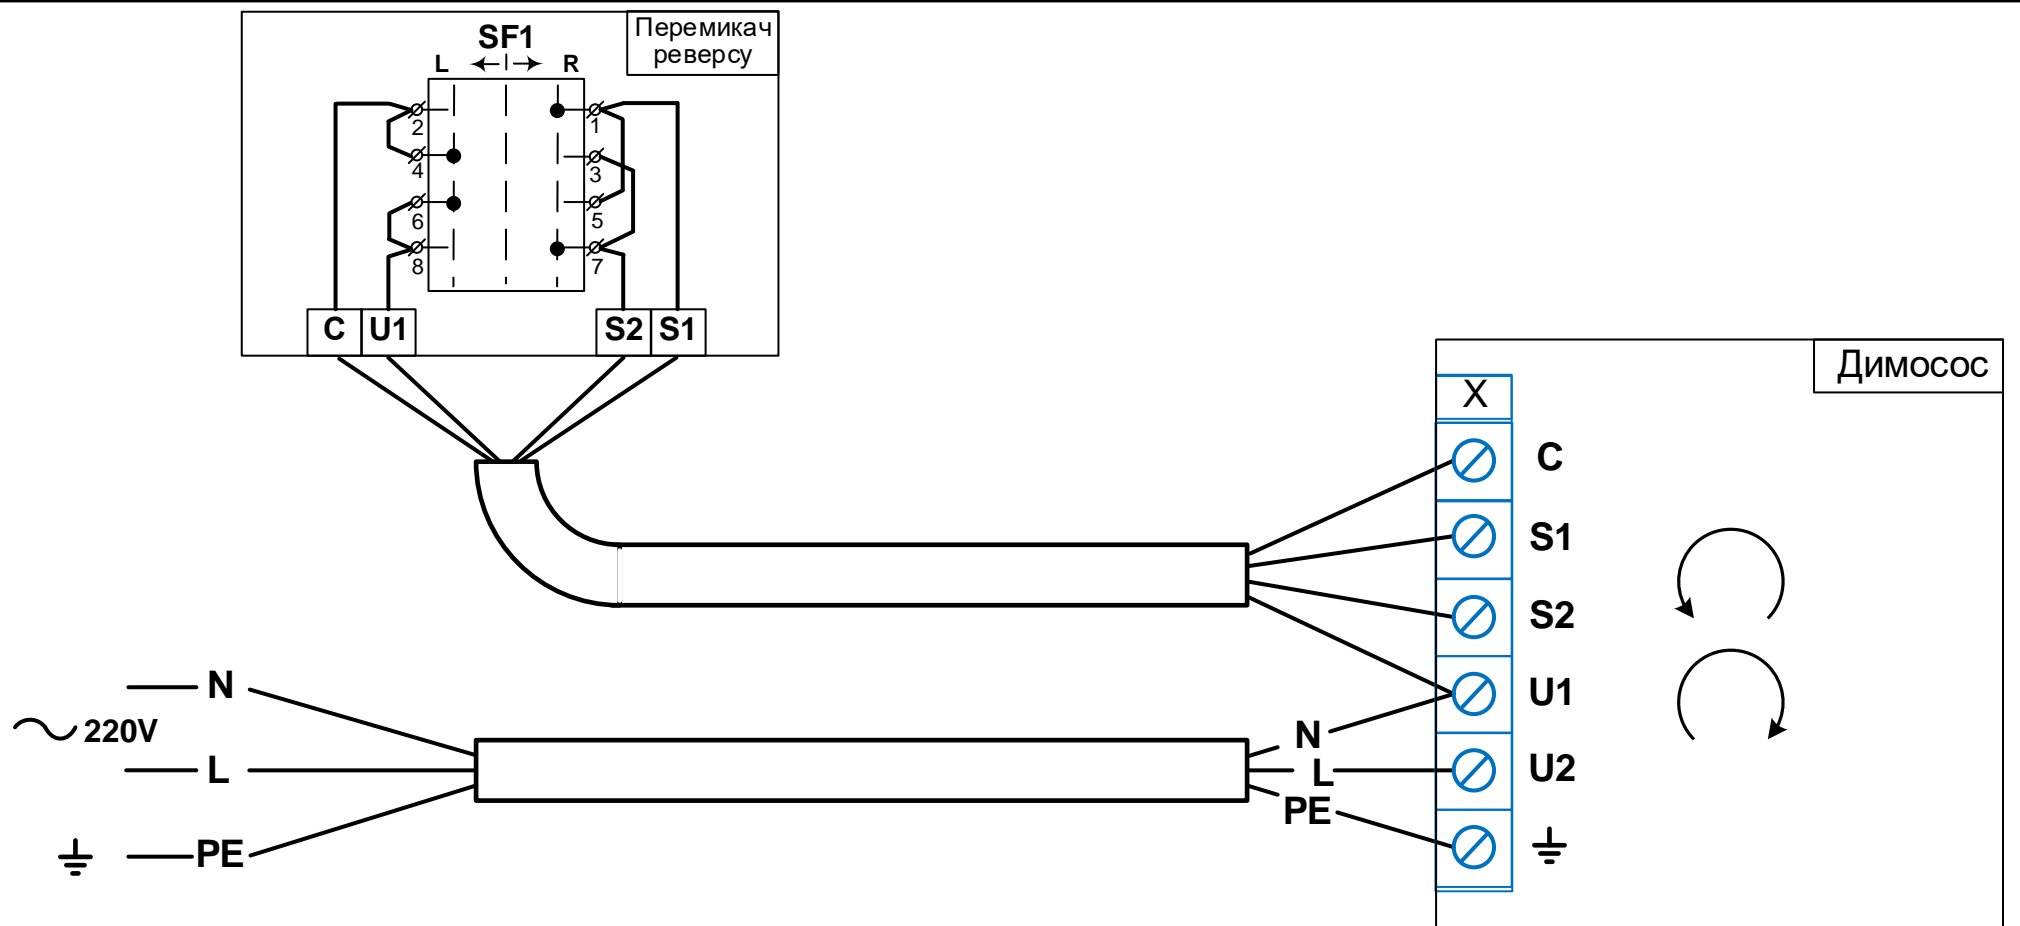 Перемикач
реверсу
SF1
L R
2 1
4 3
6 5
8 7
C U1 S2 S1
Димосос
X
C
S1
S2
U1
U2
N
220V
L
PE
N
L
PE